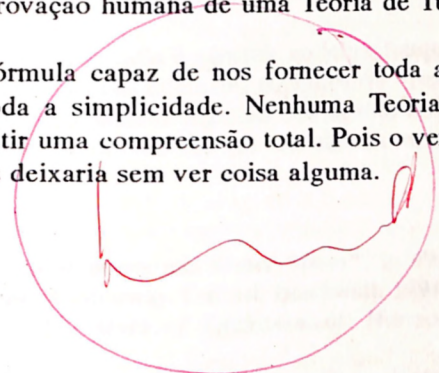 rovação humana de uma Teoria de Tu
órmula capaz de nos fornecer toda a
da a simplicidade. Nenhuma Teoria
tir uma compreensão total. Pois o ve
deixaria sem ver coisa alguma.